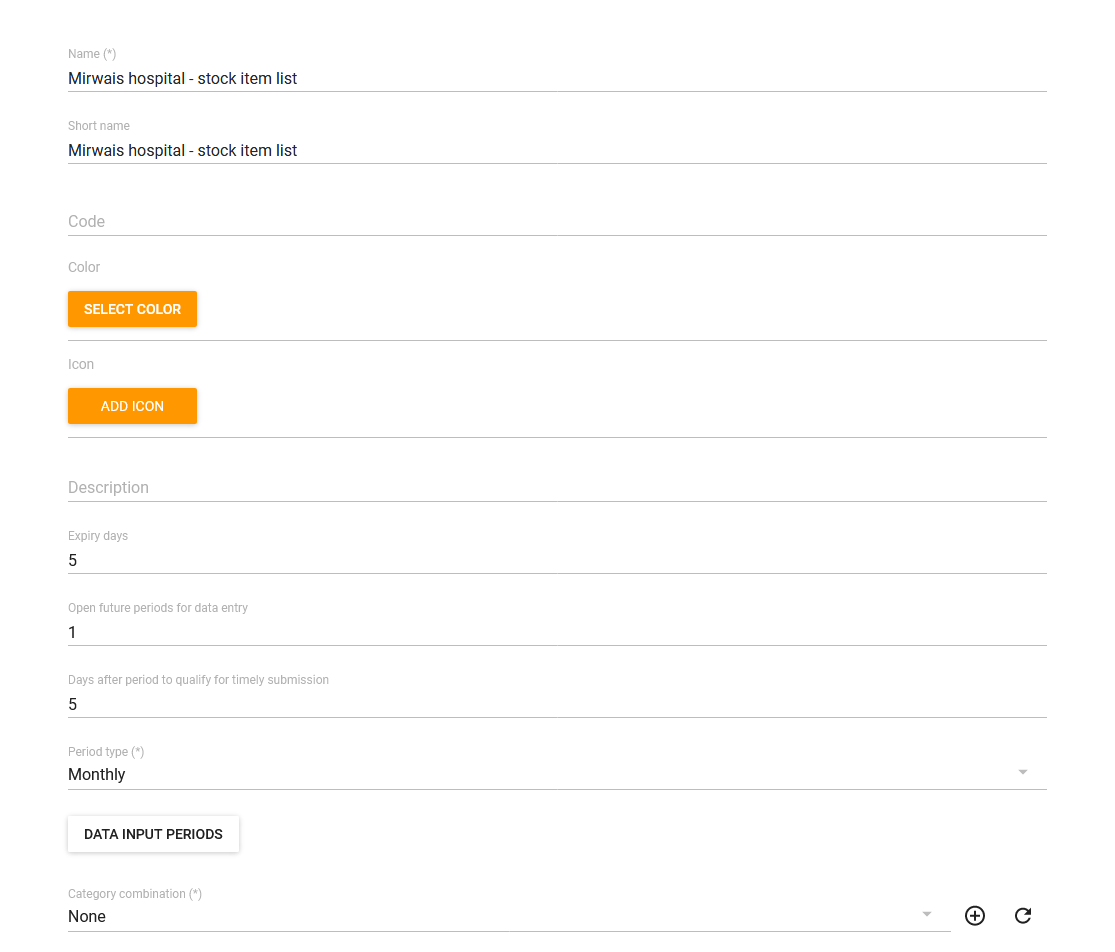 Name (*)
Mirwais hospital - stock item list
Short name
Mirwais hospital - stock item list
Code
Color
SELECT COLOR
Icon
ADD ICON
Description
Expiry days
5
Open future periods for data entry
1
Days after period to qualify for timely submission
5
Period type (*)
Monthly
DATA INPUT PERIODS
Category combination (*)
None